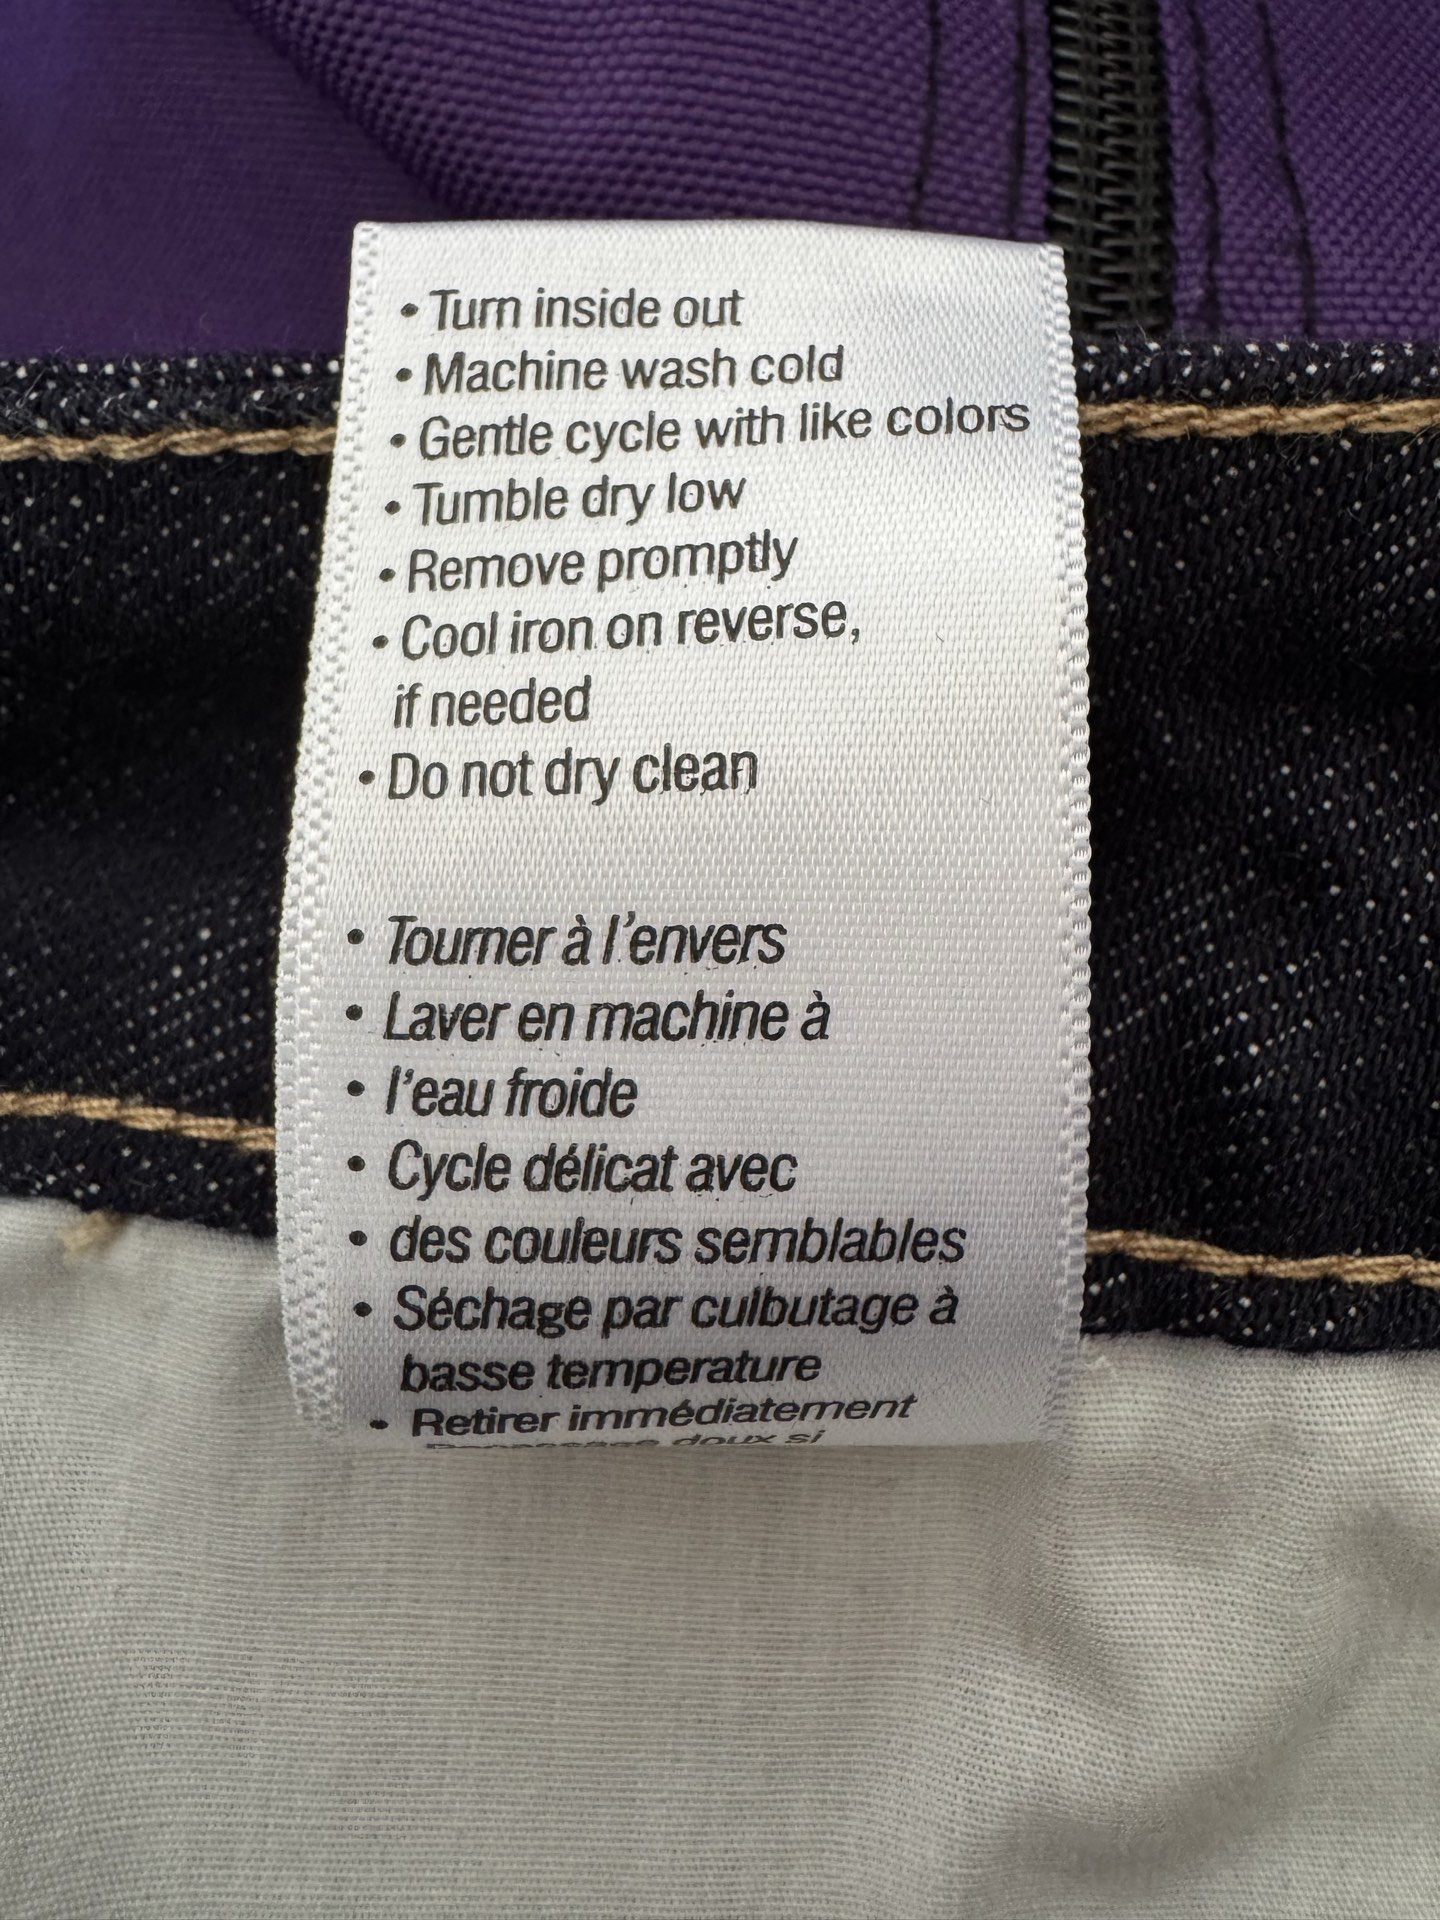 • Turn inside out
• Machine wash cold
• Gentle cycle with like colors
• Tumble dry low
• Remove promptly
• Cool iron on reverse,
if needed
• Do not dry clean
• Tourner à l'envers
• Laver en machine à
• l'eau froide
• Cycle délicat avec
• des couleurs semblables
• Séchage par culbutage à
basse temperature
• Retirer immédiatement
doux si